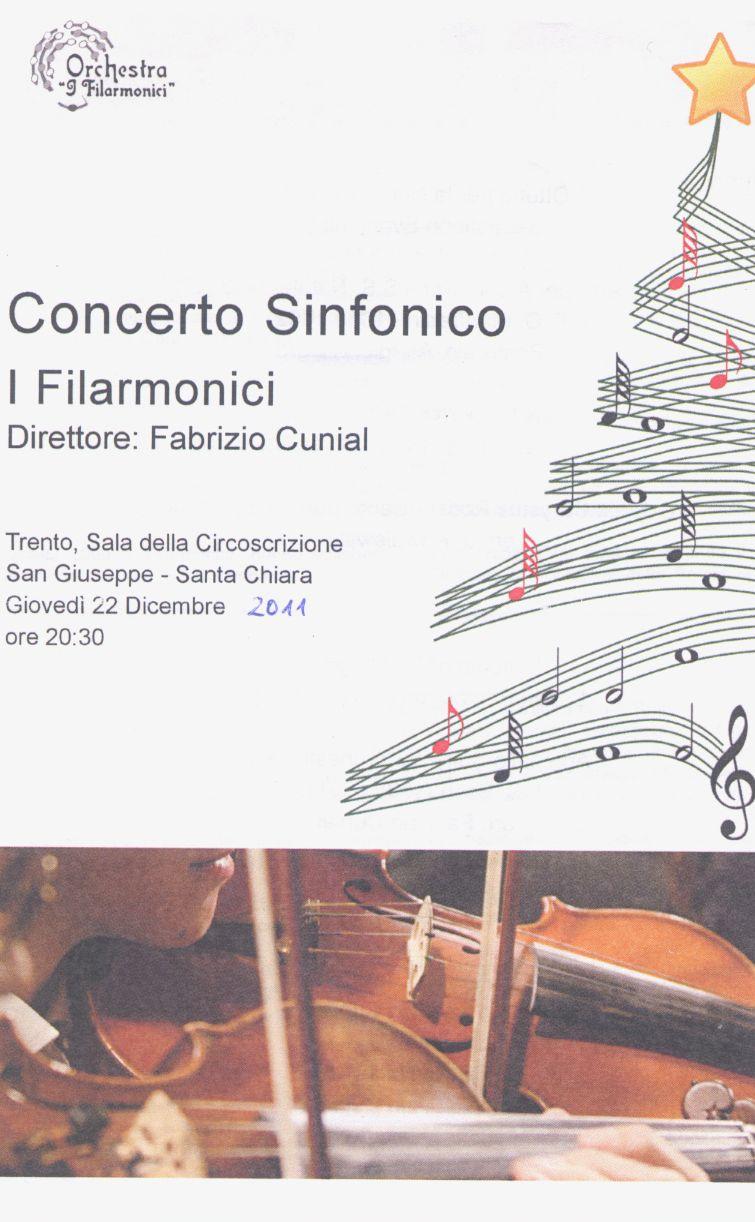 Orchestra
"I Filarmonici"
Concerto Sinfonico
I Filarmonici
Direttore: Fabrizio Cunial
Trento, Sala della Circoscrizione
San Giuseppe - Santa Chiara
Giovedì 22 Dicembre 2011
ore 20:30